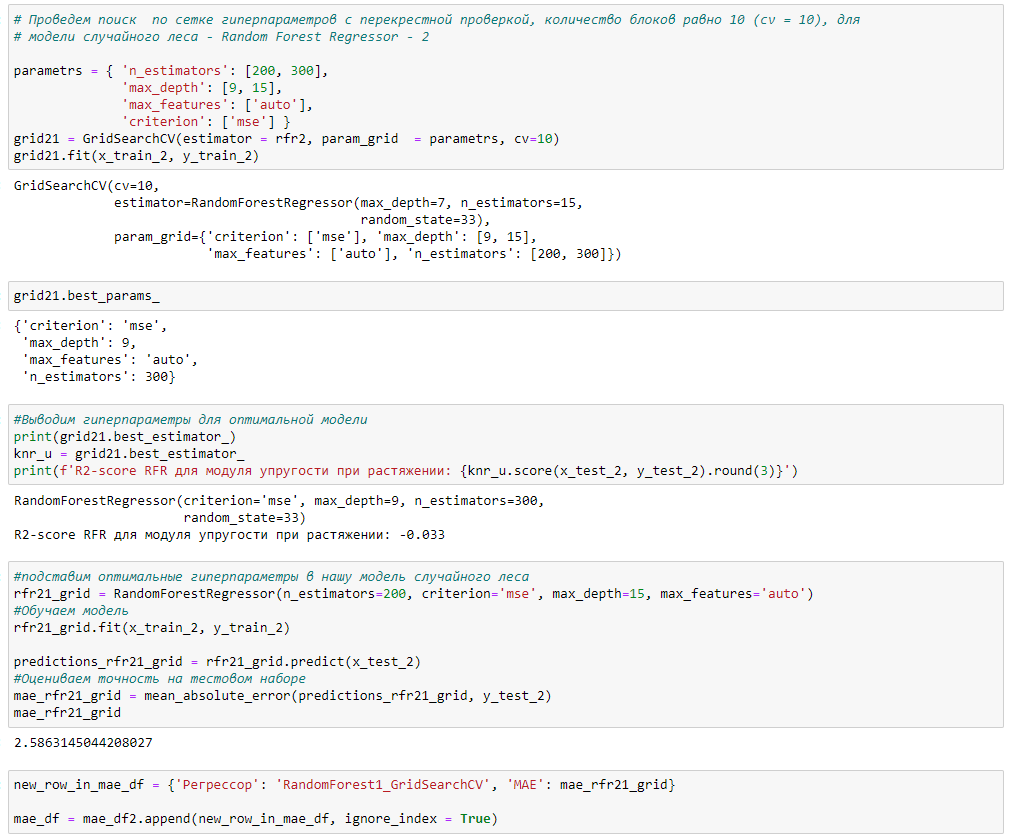 # Проведем поиск  по сетке гиперпараметров с перекрестной проверкой, количество блоков равно 10 (cv = 10), для
# модели случайного леса - Random Forest Regressor - 2
parametrs = { 'n_estimators': [200, 300],
              'max_depth': [9, 15],
              'max_features': ['auto'],
              'criterion': ['mse'] }
grid21 = GridSearchCV(estimator = rfr2, param_grid  = parametrs, cv=10)
grid21.fit(x_train_2, y_train_2)
GridSearchCV(cv=10,
             estimator=RandomForestRegressor(max_depth=7, n_estimators=15,
                                             random_state=33),
             param_grid={'criterion': ['mse'], 'max_depth': [9, 15],
                         'max_features': ['auto'], 'n_estimators': [200, 300]})
grid21.best_params_
{'criterion': 'mse',
 'max_depth': 9,
 'max_features': 'auto',
 'n_estimators': 300}
#Выводим гиперпараметры для оптимальной модели
print(grid21.best_estimator_)
knr_u = grid21.best_estimator_
print(f'R2-score RFR для модуля упругости при растяжении: {knr_u.score(x_test_2, y_test_2).round(3)}')
RandomForestRegressor(criterion='mse', max_depth=9, n_estimators=300,
                      random_state=33)
R2-score RFR для модуля упругости при растяжении: -0.033
#подставим оптимальные гиперпараметры в нашу модель случайного леса
rfr21_grid = RandomForestRegressor(n_estimators=200, criterion='mse', max_depth=15, max_features='auto')
#Обучаем модель
rfr21_grid.fit(x_train_2, y_train_2)
predictions_rfr21_grid = rfr21_grid.predict(x_test_2)
#Оцениваем точность на тестовом наборе
mae_rfr21_grid = mean_absolute_error(predictions_rfr21_grid, y_test_2)
mae_rfr21_grid
2.5863145044208027
new_row_in_mae_df = {'Регрессор': 'RandomForest1_GridSearchCV', 'MAE': mae_rfr21_grid}
mae_df = mae_df2.append(new_row_in_mae_df, ignore_index = True)